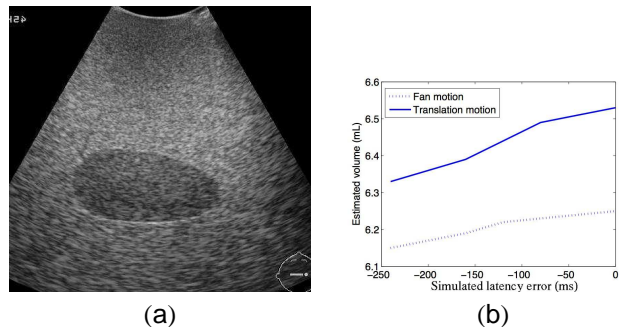 6.6
6.5
6.4
6.3
6.2
6.1
Estimated volume (mL)
Fan motion
Translation motion
−250 −200 −150 −100 −50 0
Simulated latency error (ms)
(a)
(b)